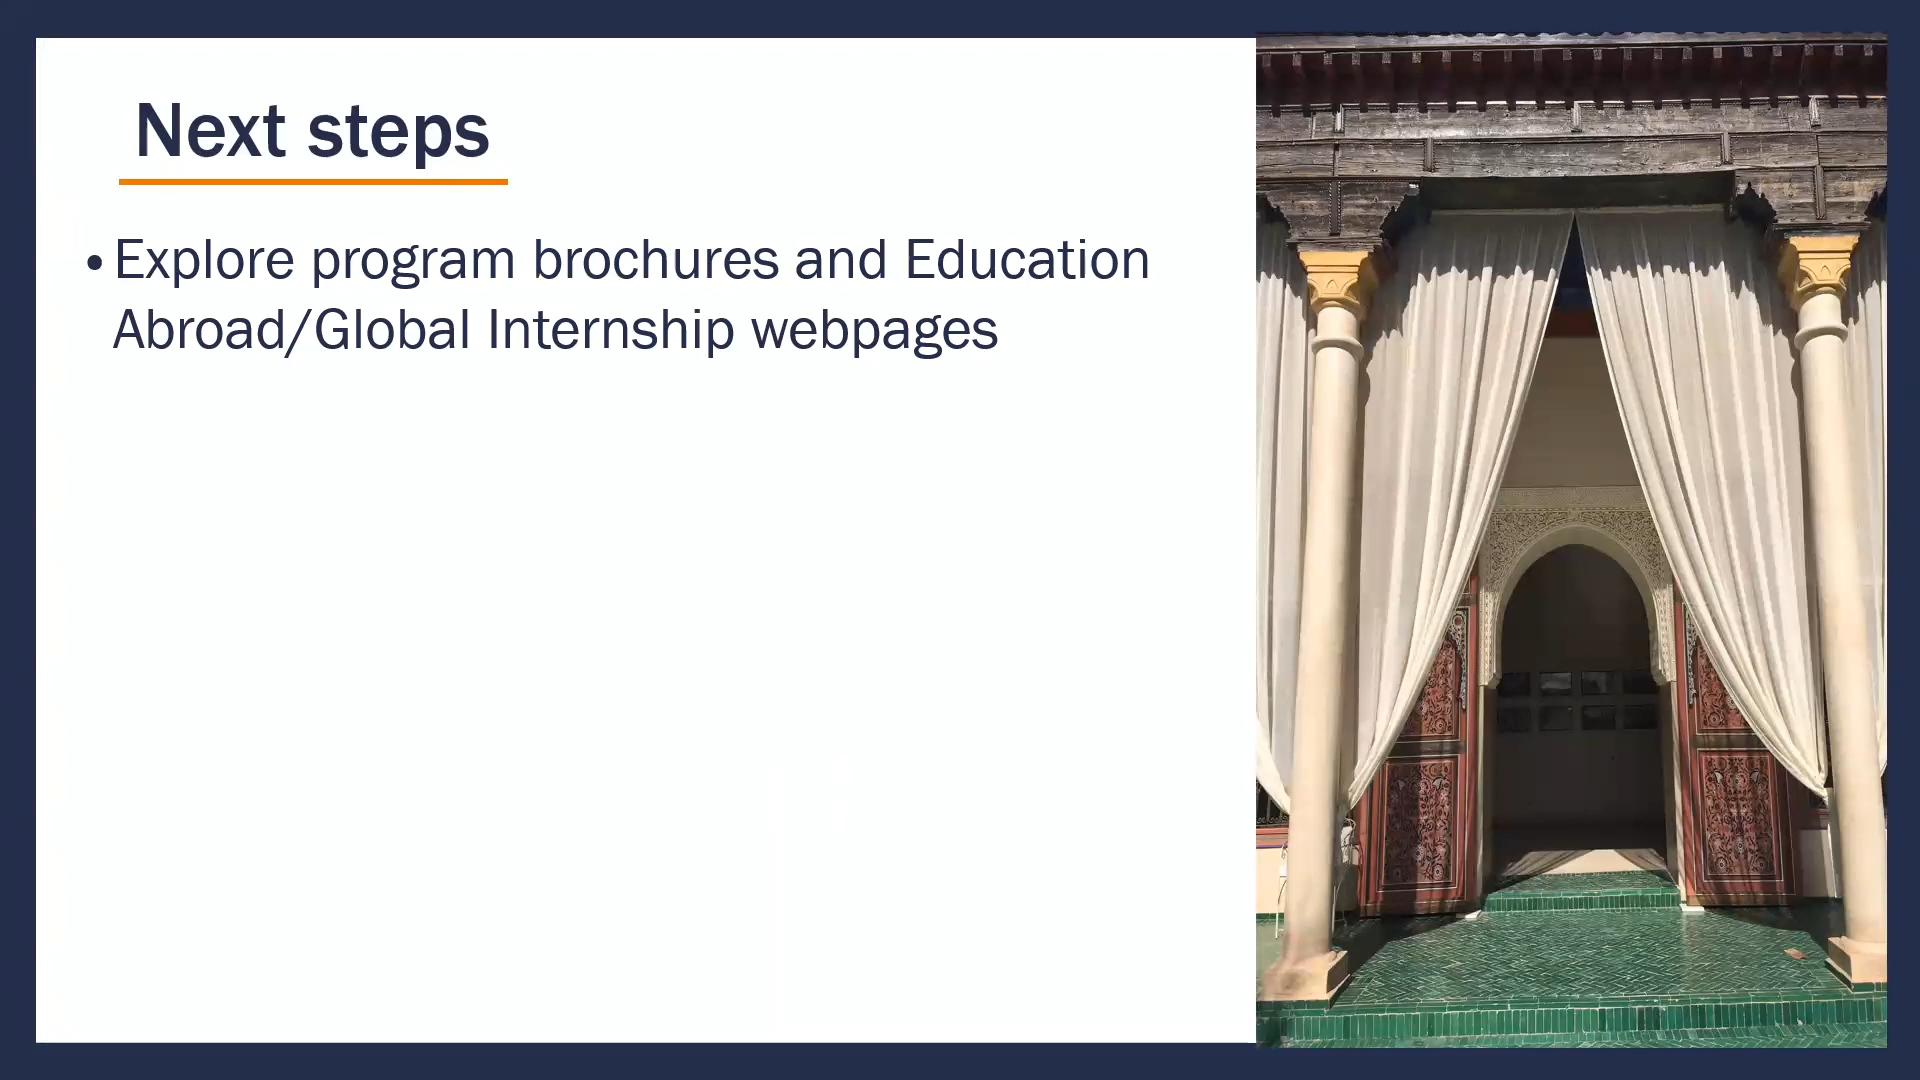 Next steps
• Explore program brochures and Education
Abroad/Global Internship webpages